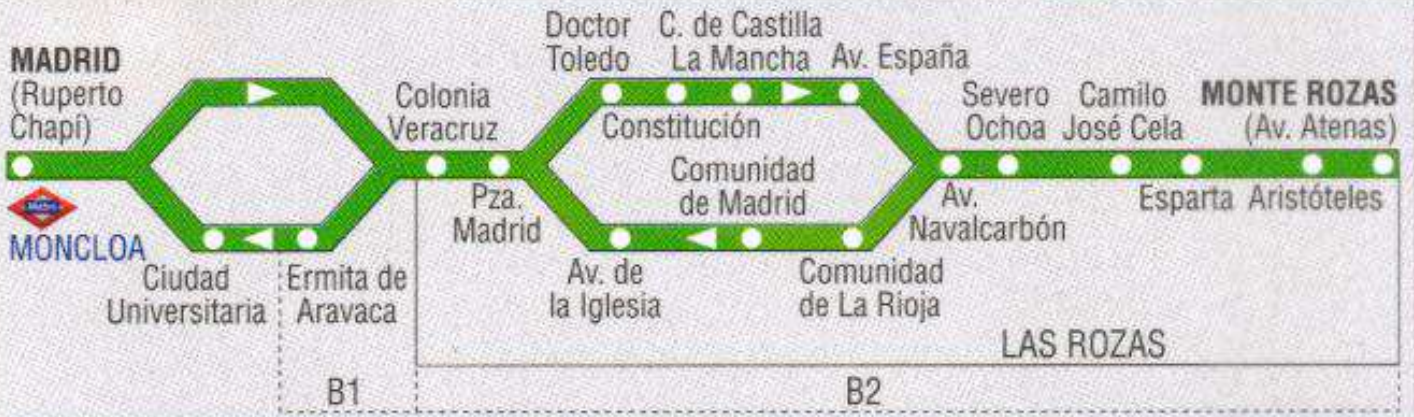 MADRID
(Ruperto
Chapí)
Metro
MONCLOA
Ciudad
Universitaria
Ermita de
Aravaca
Colonia
Veracruz
Pza.
Madrid
Doctor
Toledo
Constitución
C. de Castilla
La Mancha
Av. España
Av. de
la Iglesia
Comunidad
de Madrid
Comunidad
de La Rioja
Av.
Navalcarbón
Severo
Ochoa
Camilo
José Cela
Esparta
Aristóteles
MONTE ROZAS
(Av. Atenas)
LAS ROZAS
B1
B2